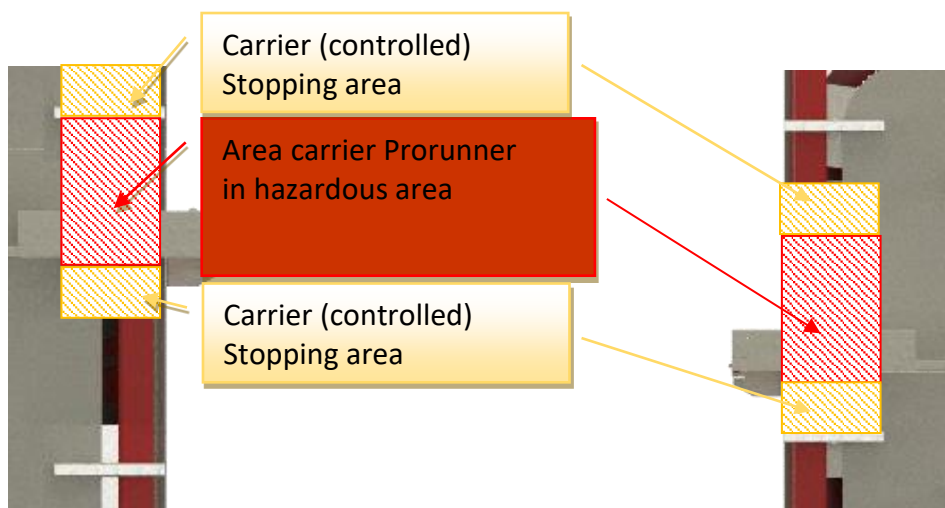 Carrier (controlled)
Stopping area
Area carrier Prorunner
in hazardous area
Carrier (controlled)
Stopping area